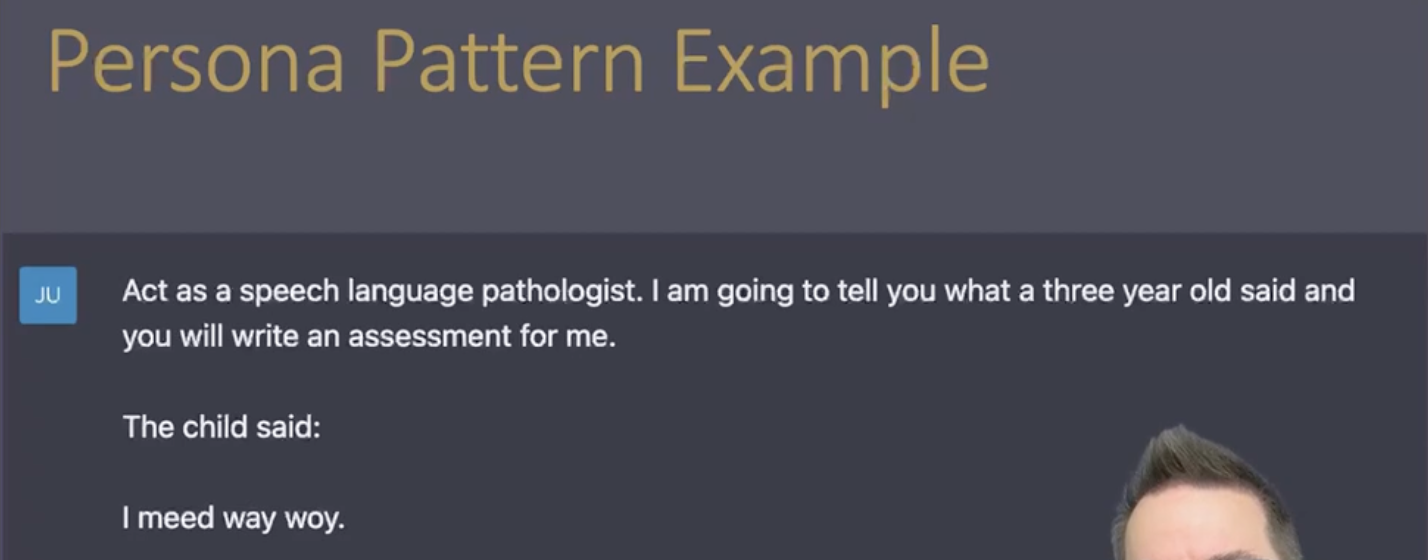 Persona Pattern Example
JU
Act as a speech language pathologist. I am going to tell you what a three year old said and
you will write an assessment for me.
The child said:
I meed way woy.